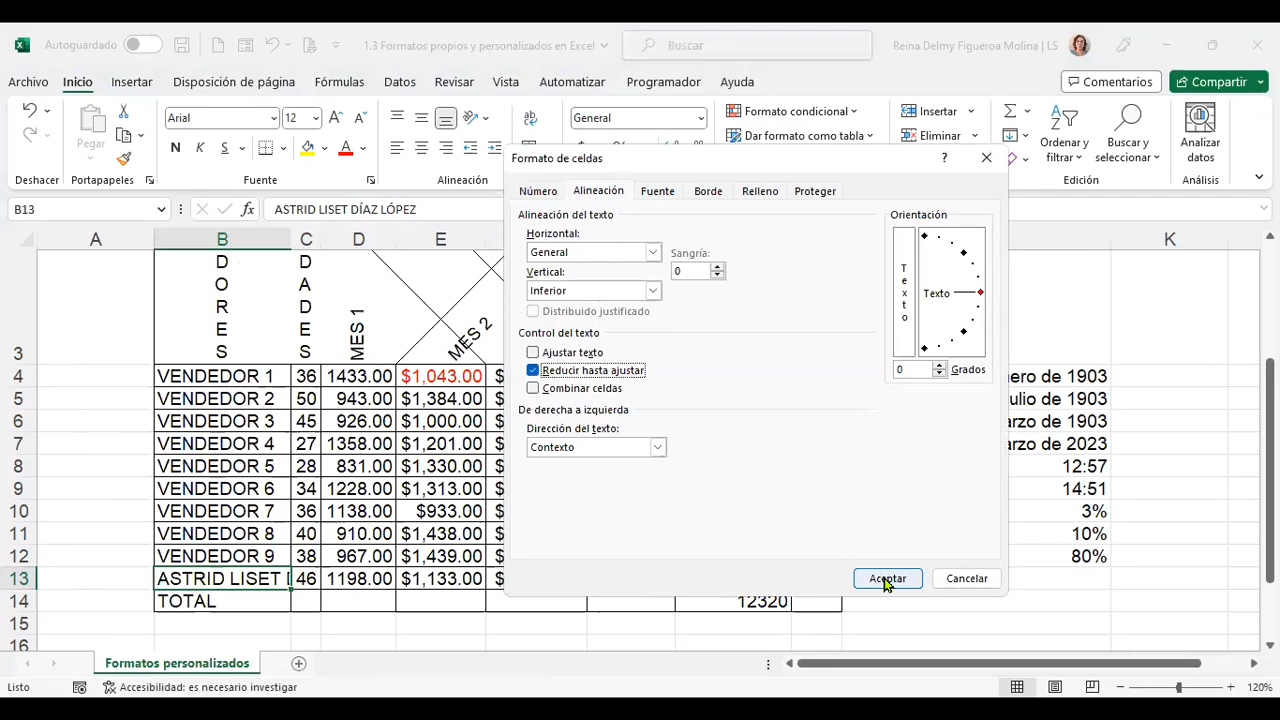 Autoguardado
1.3 Formatos propios y personalizados en Excel
Buscar
Reina Delmy Figueroa Molina | LS
Archivo Inicio Insertar Disposición de página Fórmulas Datos Revisar Vista Automatizar Programador Ayuda
Comentarios
Compartir
Pegar
Arial
12
N K S
General
Formato condicional
Dar formato como tabla
Insertar
Eliminar
Ordenar y filtrar
Buscar y seleccionar
Analizar datos
Deshacer Portapapeles Fuente Alineación Edición Análisis
B13
fx
ASTRID LISET DÍAZ LÓPEZ
A B C D E K
Formato de celdas
?
Número Alineación Fuente Borde Relleno Proteger
Alineación del texto
Horizontal:
General
Sangría:
0
Vertical:
Inferior
Distribuido justificado
Control del texto
Ajustar texto
Reducir hasta ajustar
Combinar celdas
De derecha a izquierda
Dirección del texto:
Contexto
Orientación
Texto
Texto
0 Grados
Aceptar
Cancelar
3 DORES DADES MES 1 MES 2
4 VENDEDOR 1 36 1433.00 $1,043.00 $ nero de 1903
5 VENDEDOR 2 50 943.00 $1,384.00 $ ulio de 1903
6 VENDEDOR 3 45 926.00 $1,000.00 $ arzo de 1903
7 VENDEDOR 4 27 1358.00 $1,201.00 $ arzo de 2023
8 VENDEDOR 5 28 831.00 $1,330.00 $ 12:57
9 VENDEDOR 6 34 1228.00 $1,313.00 $ 14:51
10 VENDEDOR 7 36 1138.00 $933.00 $ 3%
11 VENDEDOR 8 40 910.00 $1,438.00 $ 10%
12 VENDEDOR 9 38 967.00 $1,439.00 $ 80%
13 ASTRID LISET 46 1198.00 $1,133.00 $
14 TOTAL 12320
15
16
Formatos personalizados
Listo
Accesibilidad: es necesario investigar
120%